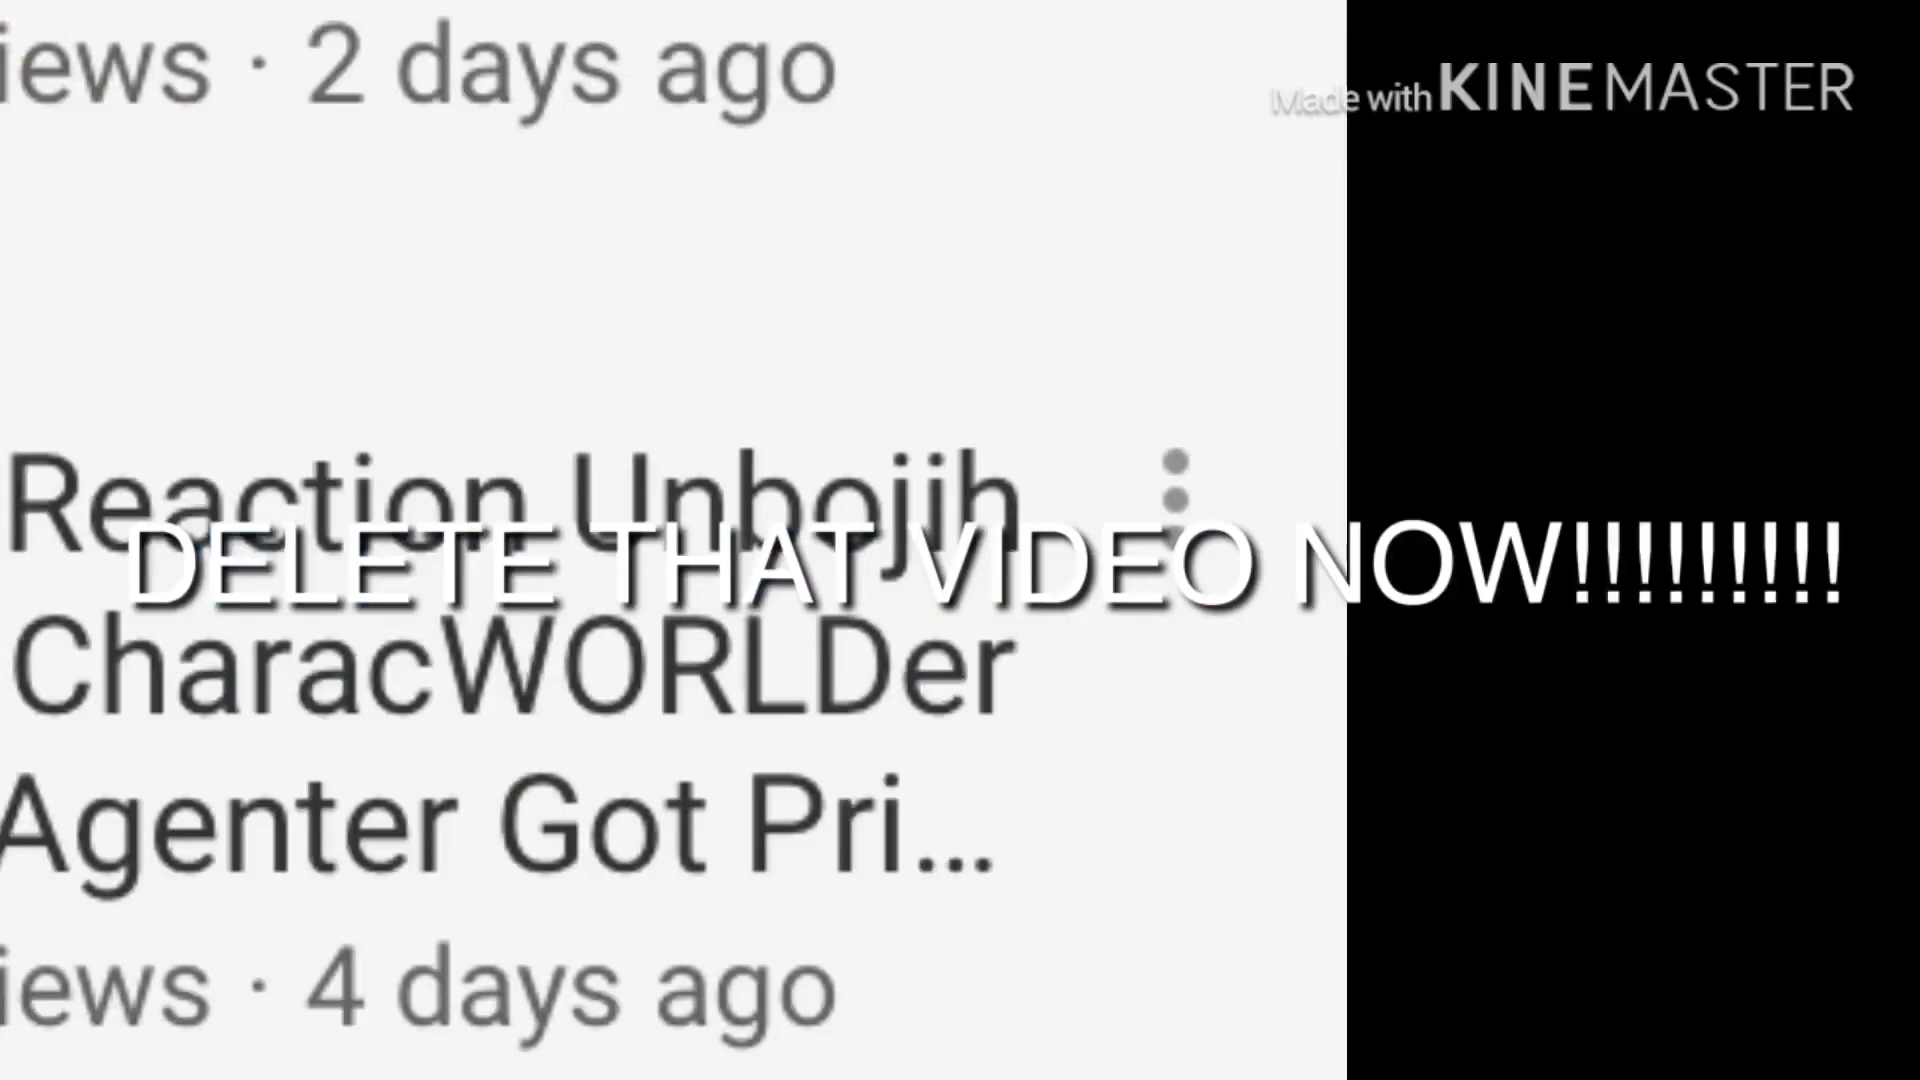 iews · 2 days ago
Made with KINEMASTER
Reaction Unbojih
DELETE THAT VIDEO NOW!!!!!!!!!
CharacWORLDer
Agenter Got Pri...
iews · 4 days ago